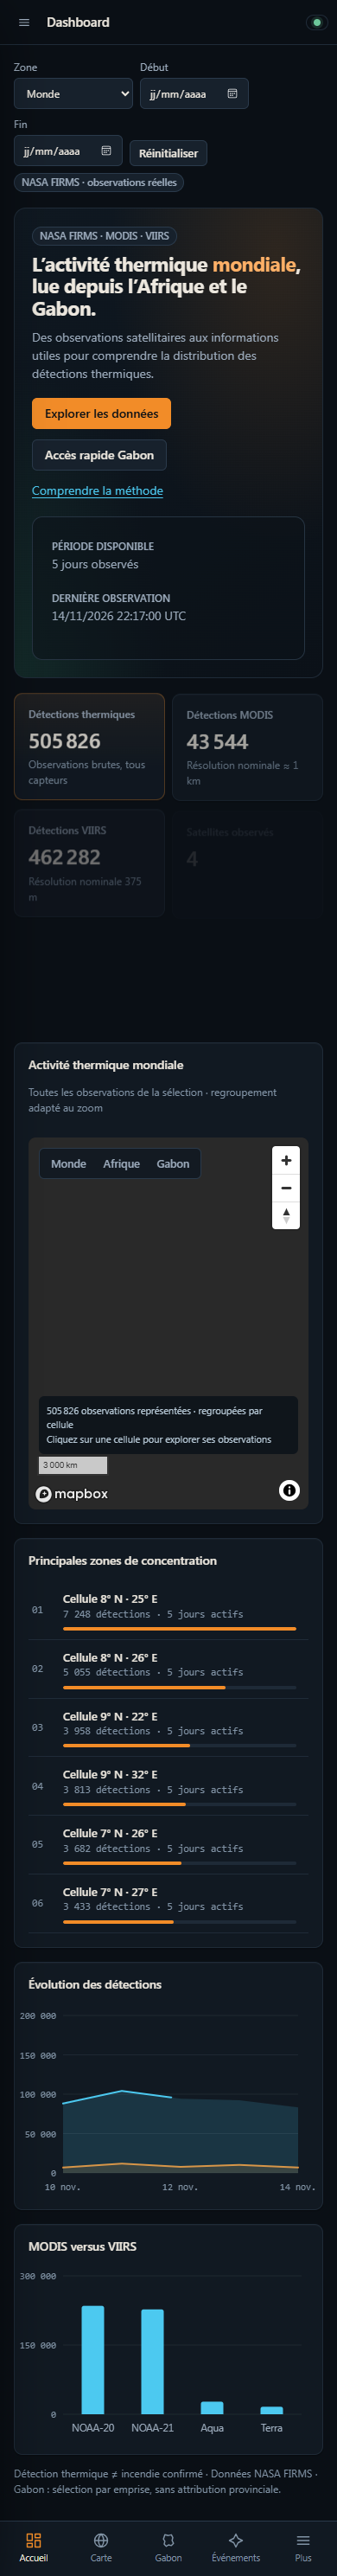 Dashboard
Zone
Début
Monde
jj/mm/aaaa
Fin
jj/mm/aaaa
Réinitialiser
NASA FIRMS · observations réelles
NASA FIRMS · MODIS · VIIRS
L’activité thermique mondiale,
lue depuis l’Afrique et le
Gabon.
Des observations satellitaires aux informations
utiles pour comprendre la distribution des
détections thermiques.
Explorer les données
Accès rapide Gabon
Comprendre la méthode
PÉRIODE DISPONIBLE
5 jours observés
DERNIÈRE OBSERVATION
14/11/2026 22:17:00 UTC
Détections thermiques
505 826
Observations brutes, tous
capteurs
Détections MODIS
43 544
Résolution nominale ≈ 1
km
Détections VIIRS
462 282
Résolution nominale 375
m
Satellites observés
4
Activité thermique mondiale
Toutes les observations de la sélection · regroupement
adapté au zoom
Monde
Afrique
Gabon
505 826 observations représentées · regroupées par
cellule
Cliquez sur une cellule pour explorer ses observations
3 000 km
mapbox
Principales zones de concentration
01
Cellule 8° N · 25° E
7 248 détections · 5 jours actifs
02
Cellule 8° N · 26° E
5 055 détections · 5 jours actifs
03
Cellule 9° N · 22° E
3 958 détections · 5 jours actifs
04
Cellule 9° N · 32° E
3 813 détections · 5 jours actifs
05
Cellule 7° N · 26° E
3 682 détections · 5 jours actifs
06
Cellule 7° N · 27° E
3 433 détections · 5 jours actifs
Évolution des détections
200 000
150 000
100 000
50 000
0
10 nov.
12 nov.
14 nov.
MODIS versus VIIRS
300 000
150 000
0
NOAA-20
NOAA-21
Aqua
Terra
Détection thermique ≠ incendie confirmé · Données NASA FIRMS ·
Gabon : sélection par emprise, sans attribution provinciale.
Accueil
Carte
Gabon
Événements
Plus